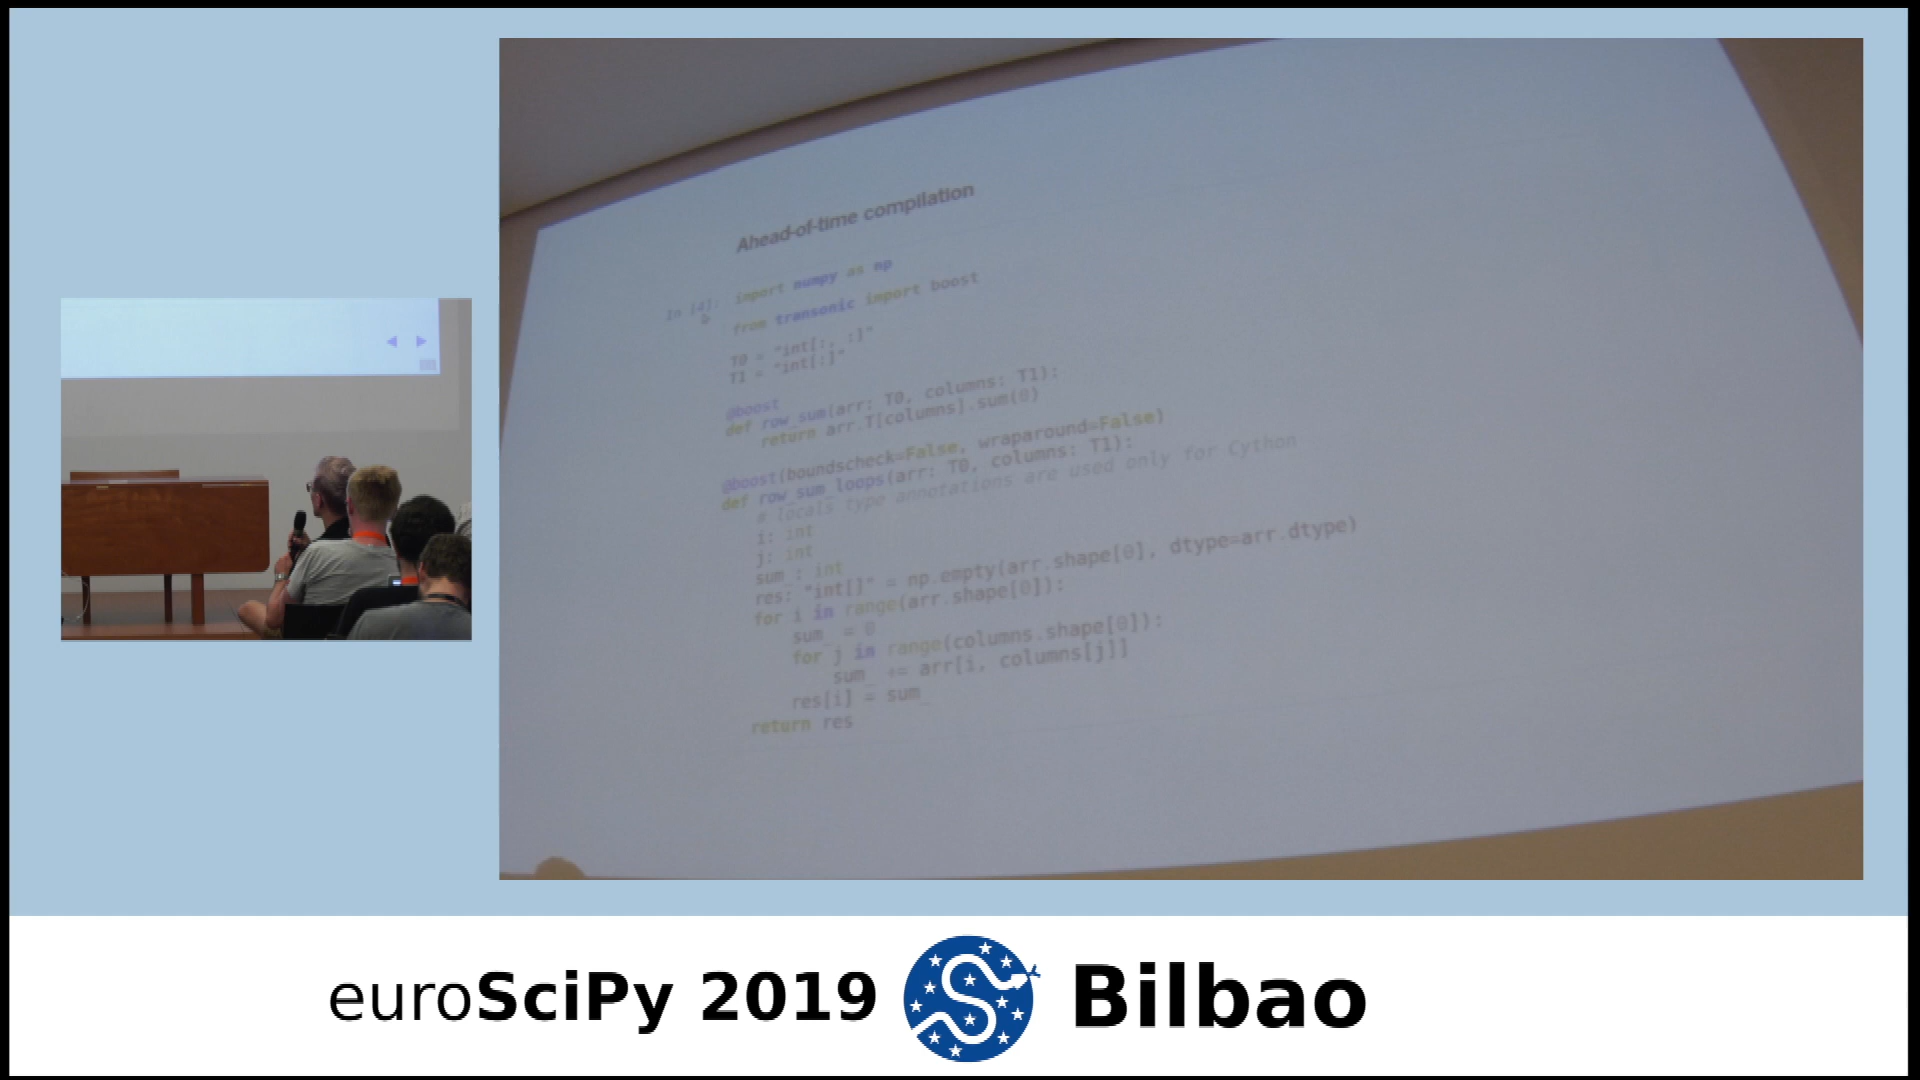 Ahead-of-time compilation
In [4]:
import numpy as np
from transonic import boost
T0 = "int[:, :]"
T1 = "int[:]"
@boost
def row_sum(arr: T0, columns: T1):
    return arr.T[columns].sum(0)
@boost(boundscheck=False, wraparound=False)
def row_sum_loops(arr: T0, columns: T1):
    # locals type annotations are used only for Cython
    i: int
    j: int
    sum_: int
    res: "int[]" = np.empty(arr.shape[0], dtype=arr.dtype)
    for i in range(arr.shape[0]):
        sum_ = 0
        for j in range(columns.shape[0]):
            sum_ += arr[i, columns[j]]
        res[i] = sum_
    return res
euroSciPy 2019 Bilbao